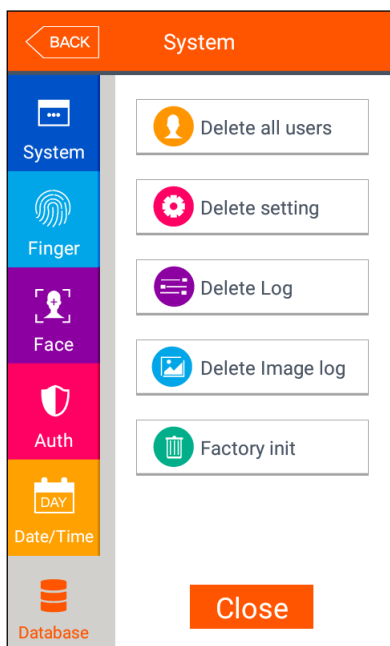 BACK
System
System
Finger
Face
Auth
DAY
Date/Time
Database
Delete all users
Delete setting
Delete Log
Delete Image log
Factory init
Close